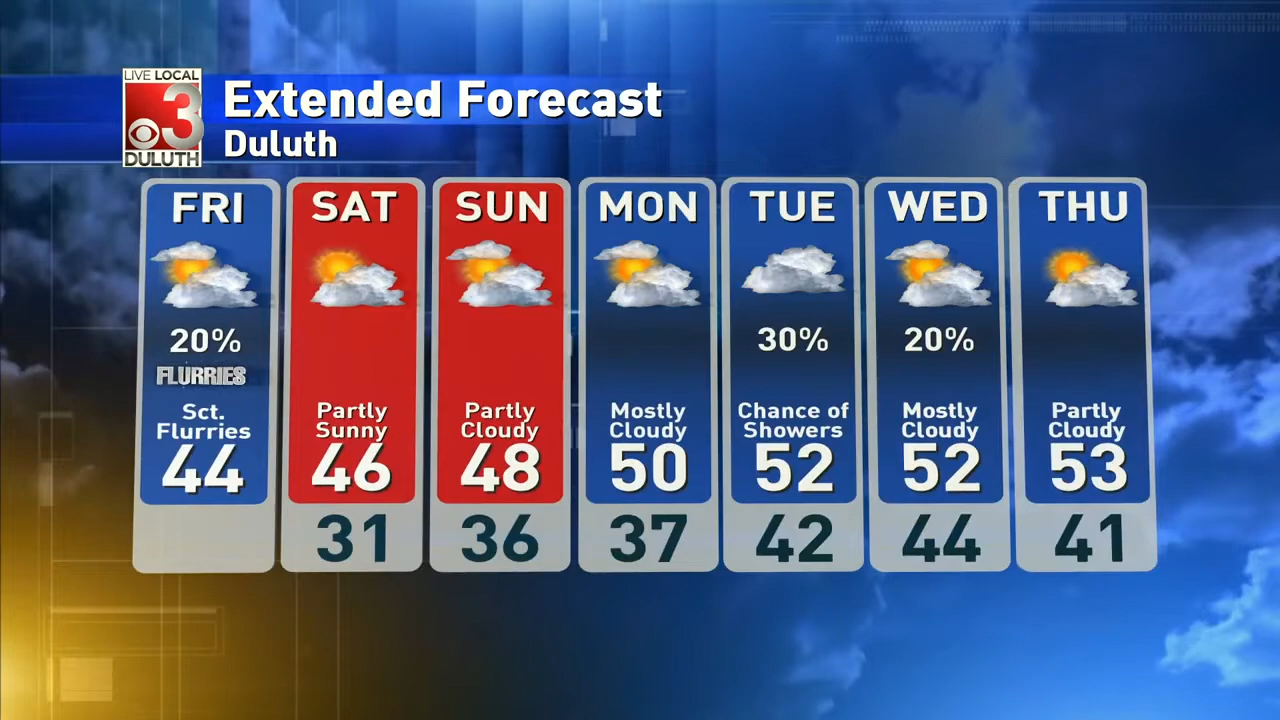 LIVE LOCAL
3
DULUTH
Extended Forecast
Duluth
FRI
20%
FLURRIES
Sct.
Flurries
44
SAT
Partly
Sunny
46
31
SUN
Partly
Cloudy
48
36
MON
Mostly
Cloudy
50
37
TUE
30%
Chance of
Showers
52
42
WED
20%
Mostly
Cloudy
52
44
THU
Partly
Cloudy
53
41